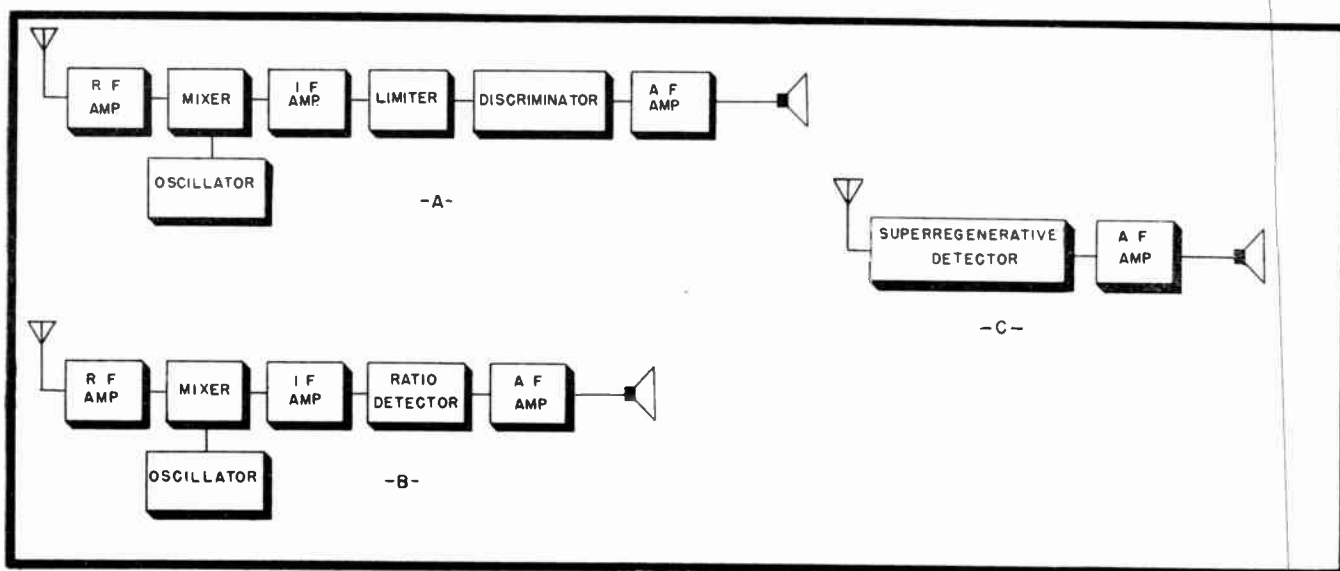 R F
AMP
MIXER
I F
AMP.
LIMITER
DISCRIMINATOR
A F
AMP
OSCILLATOR
-A-
SUPERREGENERATIVE
DETECTOR
A F
AMP
-C-
R F
AMP
MIXER
I F
AMP
RATIO
DETECTOR
A F
AMP
OSCILLATOR
-B-